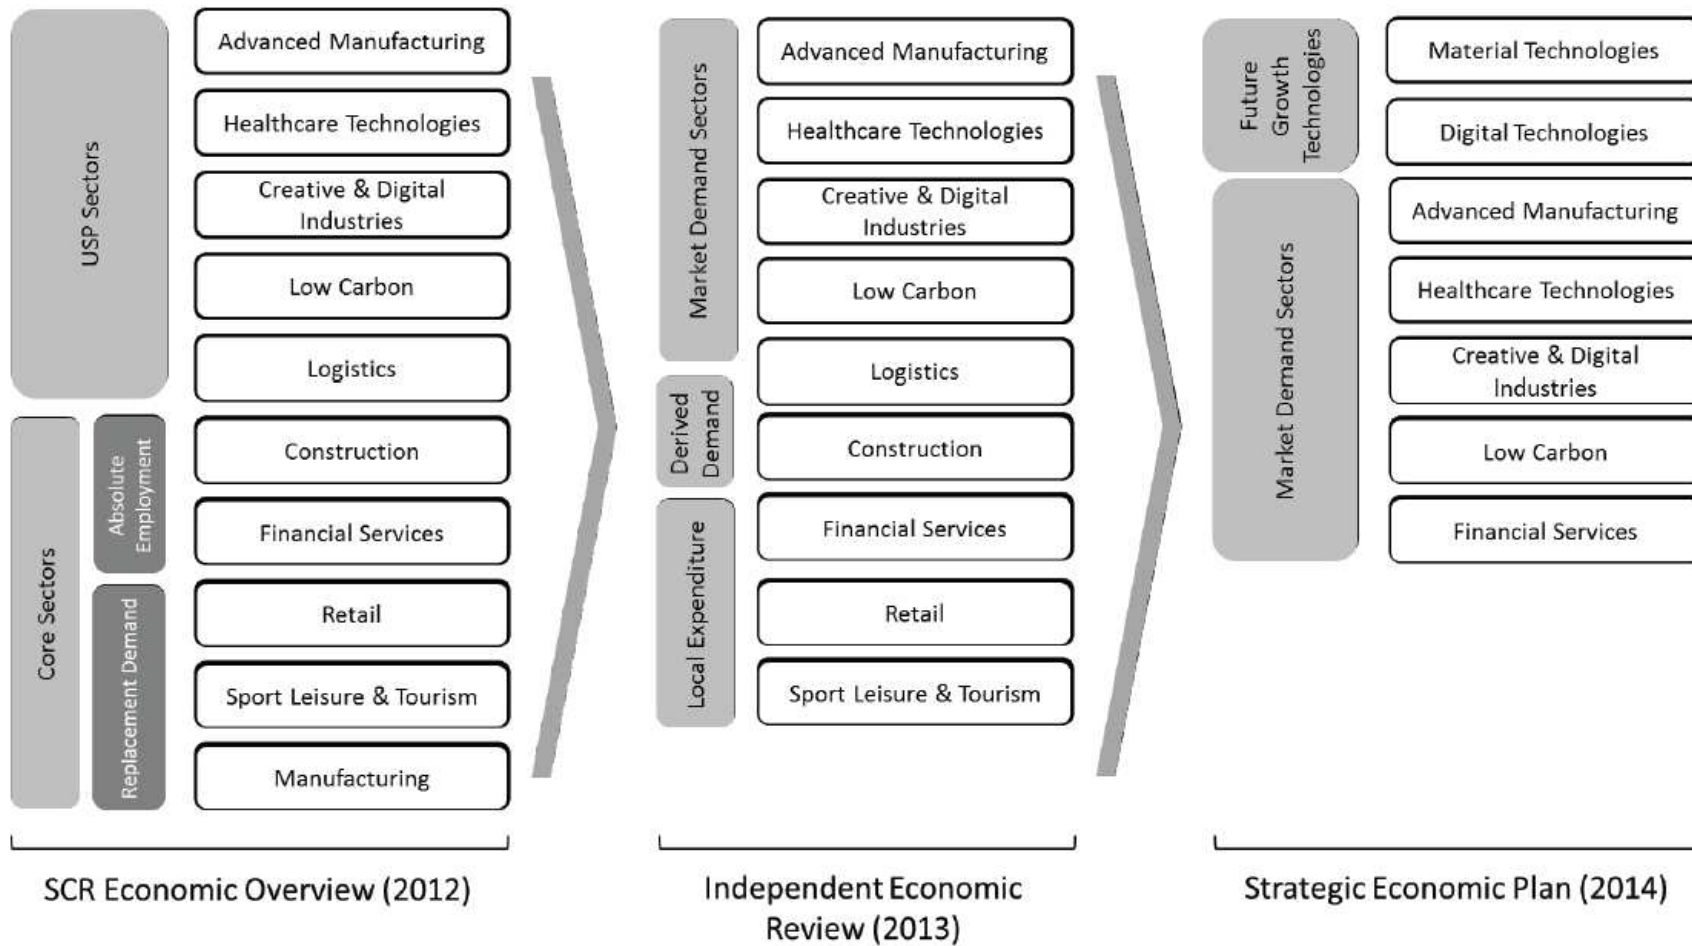 USP Sectors
Advanced Manufacturing
Healthcare Technologies
Creative & Digital
Industries
Low Carbon
Logistics
Core Sectors
Absolute
Employment
Construction
Financial Services
Replacement Demand
Retail
Sport Leisure & Tourism
Manufacturing
SCR Economic Overview (2012)
Market Demand Sectors
Advanced Manufacturing
Healthcare Technologies
Creative & Digital
Industries
Low Carbon
Logistics
Derived
Demand
Construction
Local Expenditure
Financial Services
Retail
Sport Leisure & Tourism
Independent Economic
Review (2013)
Future
Growth
Technologies
Material Technologies
Digital Technologies
Market Demand Sectors
Advanced Manufacturing
Healthcare Technologies
Creative & Digital
Industries
Low Carbon
Financial Services
Strategic Economic Plan (2014)